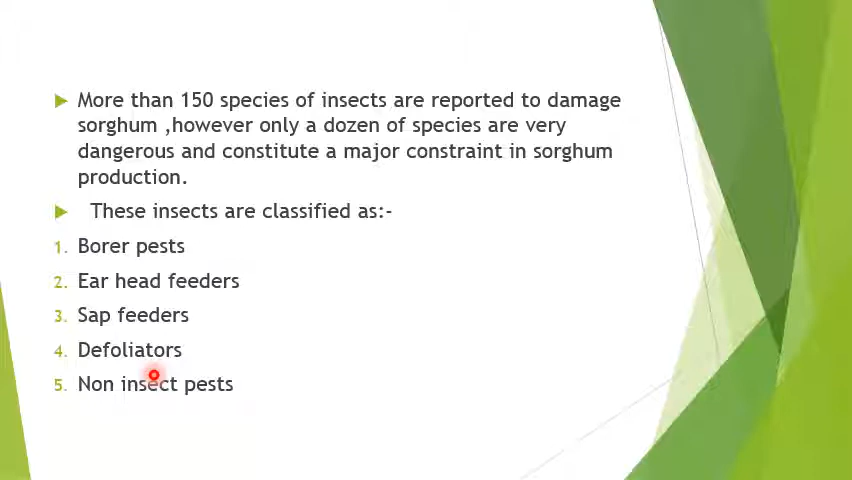 More than 150 species of insects are reported to damage
sorghum ,however only a dozen of species are very
dangerous and constitute a major constraint in sorghum
production.
These insects are classified as:-
1. Borer pests
2. Ear head feeders
3. Sap feeders
4. Defoliators
5. Non insect pests